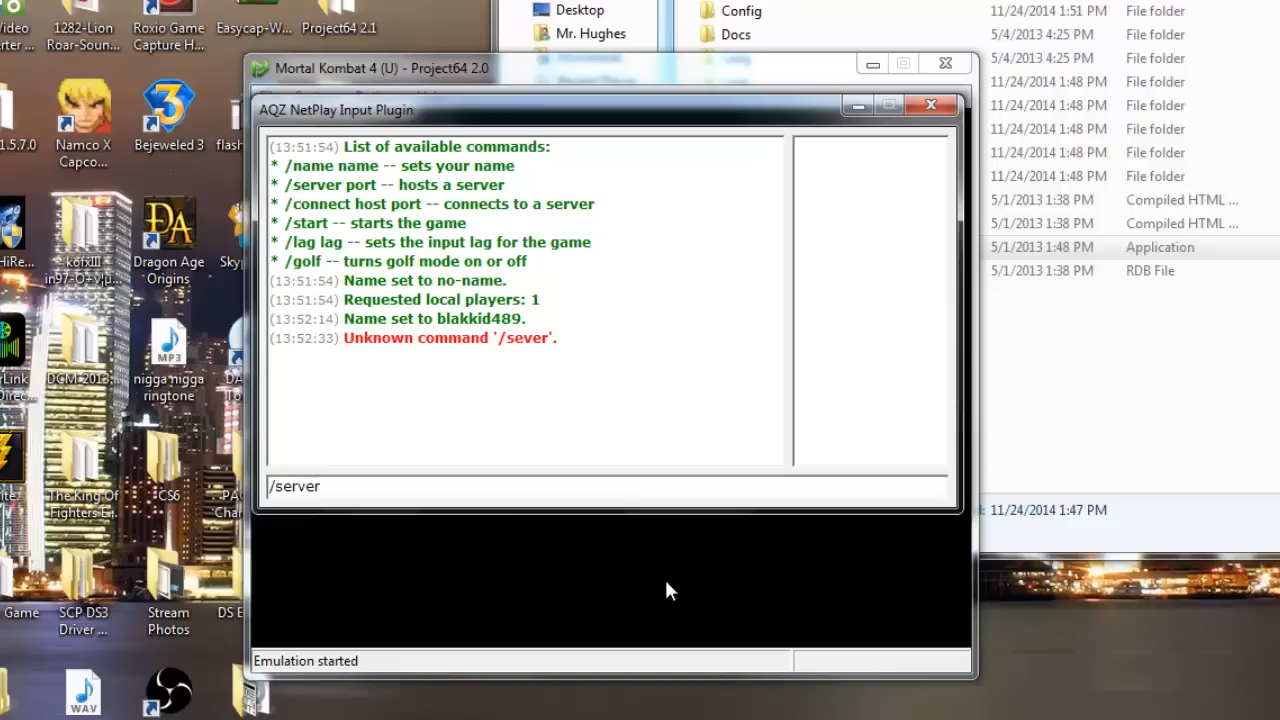 Video
1282-Lion
Roxio Game
Easycap-W...
Project64 2.1
Roar-Soun...
Capture H...
Desktop
Mr. Hughes
Config
Docs
11/24/2014 1:51 PM File folder
5/4/2013 4:25 PM File folder
5/4/2013 4:25 PM File folder
11/24/2014 1:48 PM File folder
11/24/2014 1:48 PM File folder
11/24/2014 1:48 PM File folder
11/24/2014 1:48 PM File folder
11/24/2014 1:48 PM File folder
5/1/2013 1:38 PM Compiled HTML ...
5/1/2013 1:38 PM Compiled HTML ...
5/1/2013 1:48 PM Application
5/1/2013 1:38 PM RDB File
11/24/2014 1:47 PM
Mortal Kombat 4 (U) - Project64 2.0
AQZ NetPlay Input Plugin
(13:51:54) List of available commands:
* /name name -- sets your name
* /server port -- hosts a server
* /connect host port -- connects to a server
* /start -- starts the game
* /lag lag -- sets the input lag for the game
* /golf -- turns golf mode on or off
(13:51:54) Name set to no-name.
(13:51:54) Requested local players: 1
(13:52:14) Name set to blakkid489.
(13:52:33) Unknown command '/sever'.
/server
Emulation started
1.5.7.0
Namco X
Capco...
Bejeweled 3
flash
HiRe...
kofxIII
Dragon Age
Origins
Sky
MP3
DCM 2013
nigga nigga
ringtone
The King Of
Fighters E...
CS6
Game
SCP DS3
Driver ...
Stream
Photos
DS E
WAV